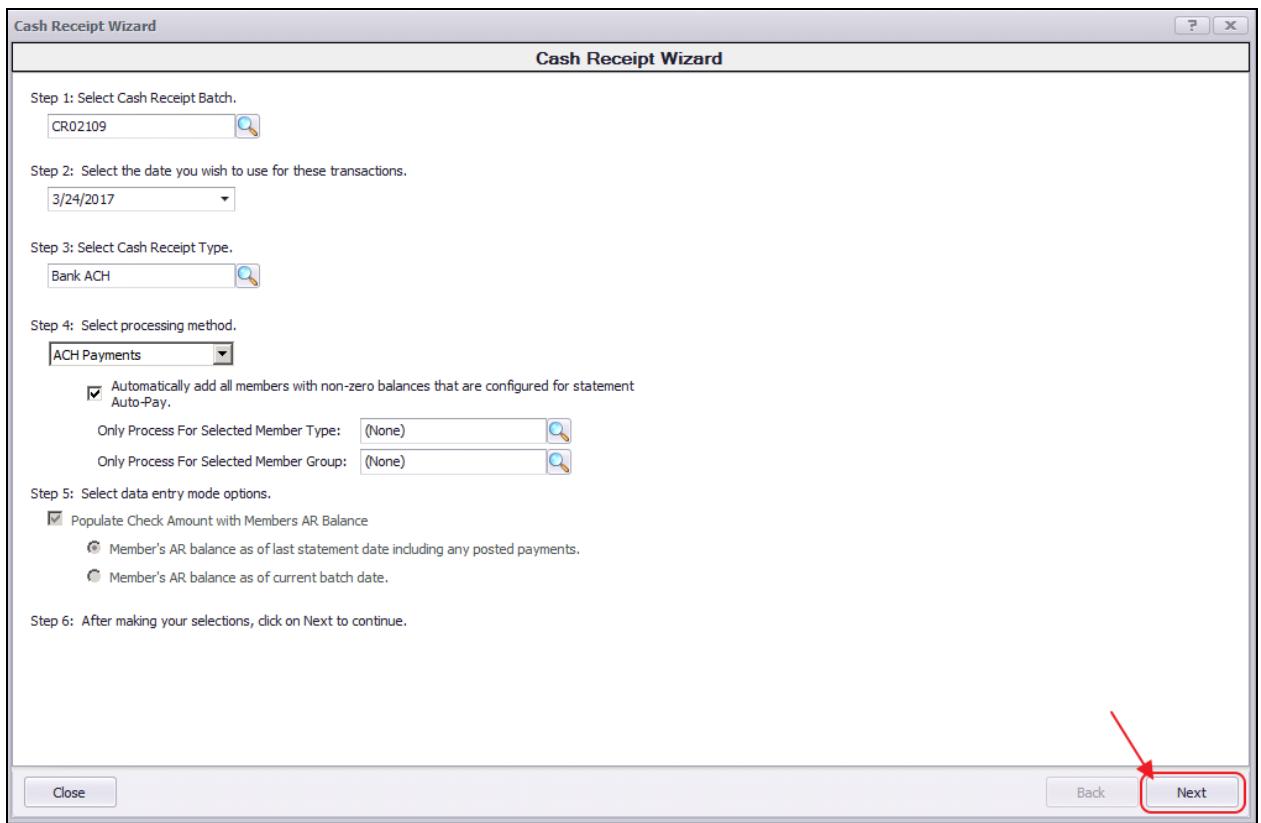 Cash Receipt Wizard
? X
Cash Receipt Wizard
Step 1: Select Cash Receipt Batch.
CR02109
Step 2: Select the date you wish to use for these transactions.
3/24/2017
Step 3: Select Cash Receipt Type.
Bank ACH
Step 4: Select processing method.
ACH Payments
Automatically add all members with non-zero balances that are configured for statement
Auto-Pay.
Only Process For Selected Member Type: (None)
Only Process For Selected Member Group: (None)
Step 5: Select data entry mode options.
Populate Check Amount with Members AR Balance
Member's AR balance as of last statement date including any posted payments.
Member's AR balance as of current batch date.
Step 6: After making your selections, click on Next to continue.
Close Back Next